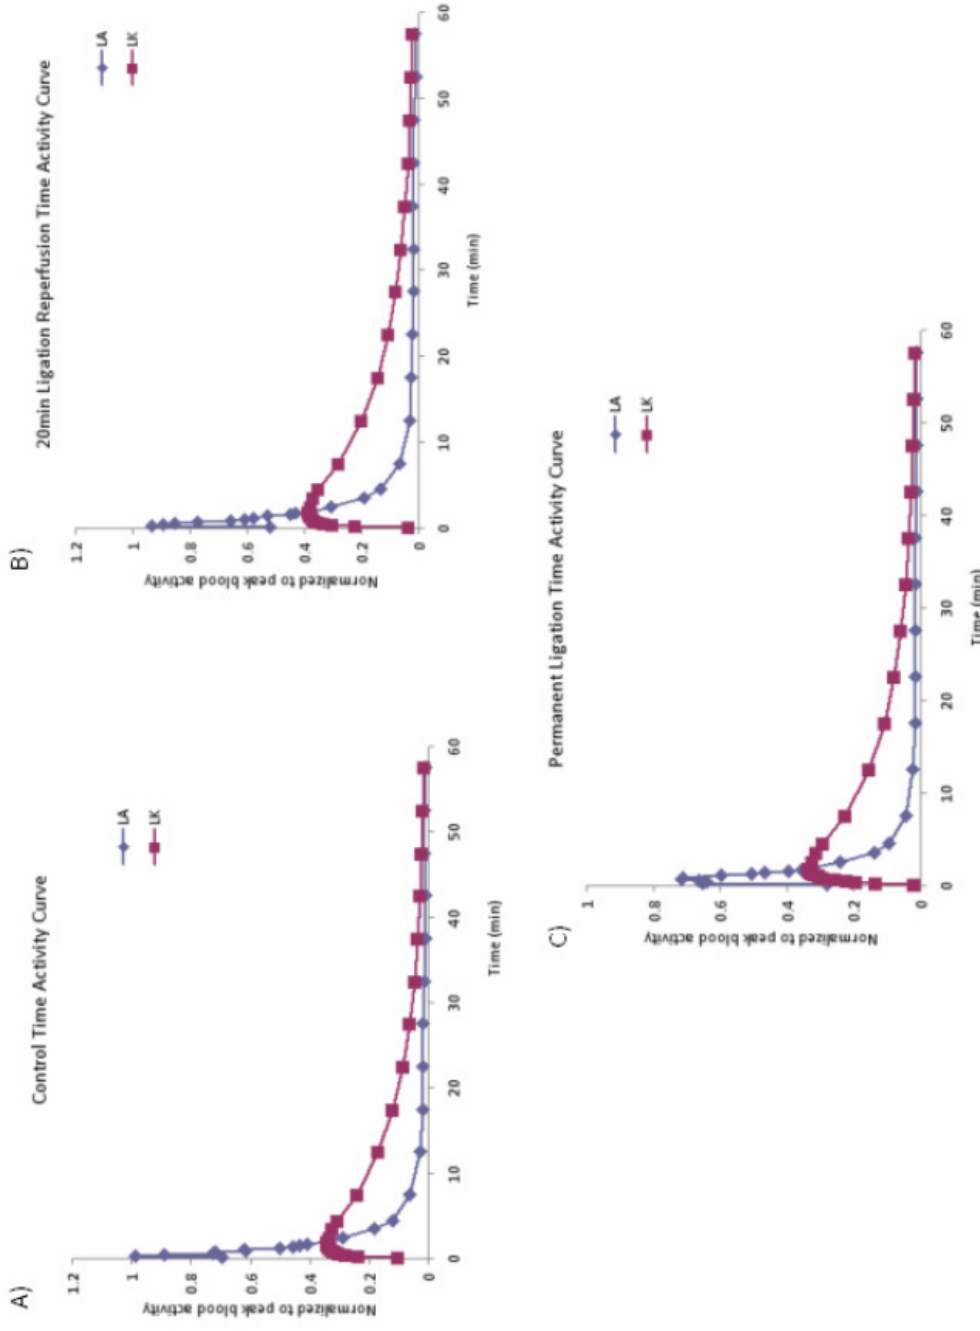 A)
Control Time Activity Curve
LA
LK
Normalized to peak blood activity
1.2
1
0.8
0.6
0.4
0.2
0
0 10 20 30 40 50 60
Time (min)
B)
20min Ligation Reperfusion Time Activity Curve
LA
LK
Normalized to peak blood activity
1.2
1
0.8
0.6
0.4
0.2
0
0 10 20 30 40 50 60
Time (min)
C)
Permanent Ligation Time Activity Curve
LA
LK
Normalized to peak blood activity
1
0.8
0.6
0.4
0.2
0
0 10 20 30 40 50 60
Time (min)